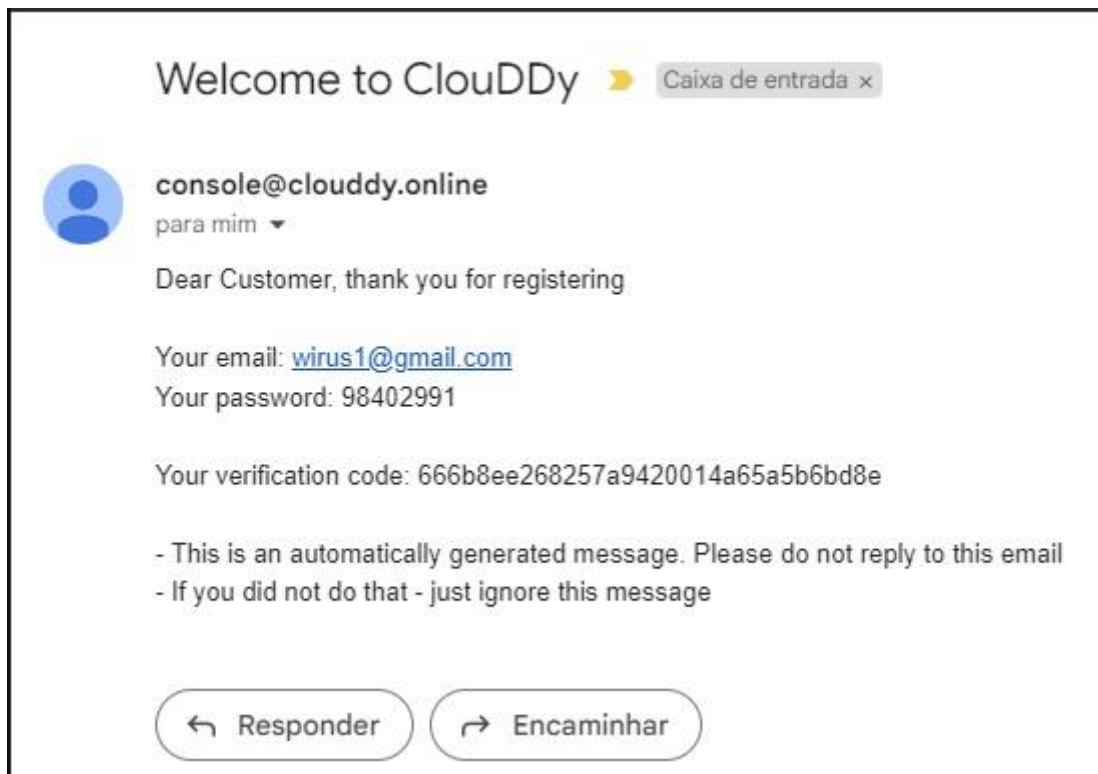 Welcome to ClouDDy Caixa de entrada ×
console@clouddy.online
para mim
Dear Customer, thank you for registering
Your email: wirus1@gmail.com
Your password: 98402991
Your verification code: 666b8ee268257a9420014a65a5b6bd8e
- This is an automatically generated message. Please do not reply to this email
- If you did not do that - just ignore this message
Responder Encaminhar